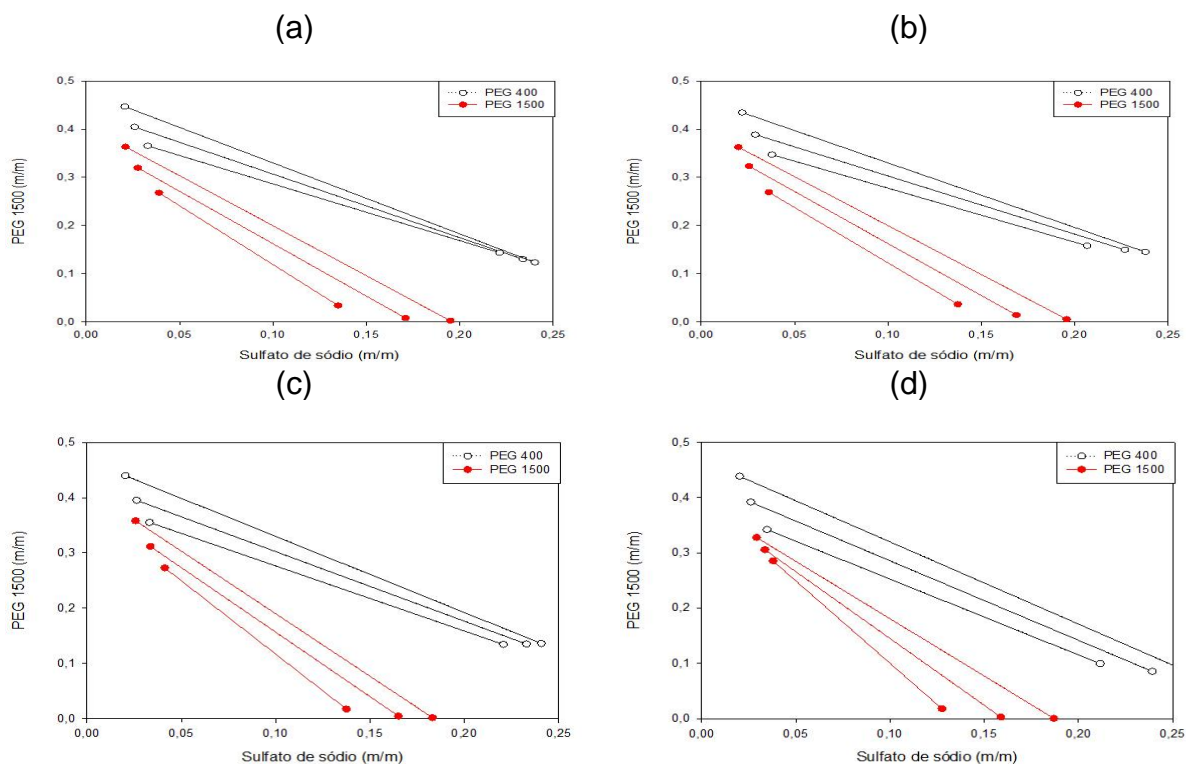 (a)
0,5
0,4
0,3
0,2
0,1
0,0
PEG 1500 (m/m)
PEG 400
PEG 1500
0,00 0,05 0,10 0,15 0,20 0,25
Sulfato de sódio (m/m)
(b)
0,5
0,4
0,3
0,2
0,1
0,0
PEG 1500 (m/m)
PEG 400
PEG 1500
0,00 0,05 0,10 0,15 0,20 0,25
Sulfato de sódio (m/m)
(c)
0,5
0,4
0,3
0,2
0,1
0,0
PEG 1500 (m/m)
PEG 400
PEG 1500
0,00 0,05 0,10 0,15 0,20 0,25
Sulfato de sódio (m/m)
(d)
0,5
0,4
0,3
0,2
0,1
0,0
PEG 1500 (m/m)
PEG 400
PEG 1500
0,00 0,05 0,10 0,15 0,20 0,25
Sulfato de sódio (m/m)